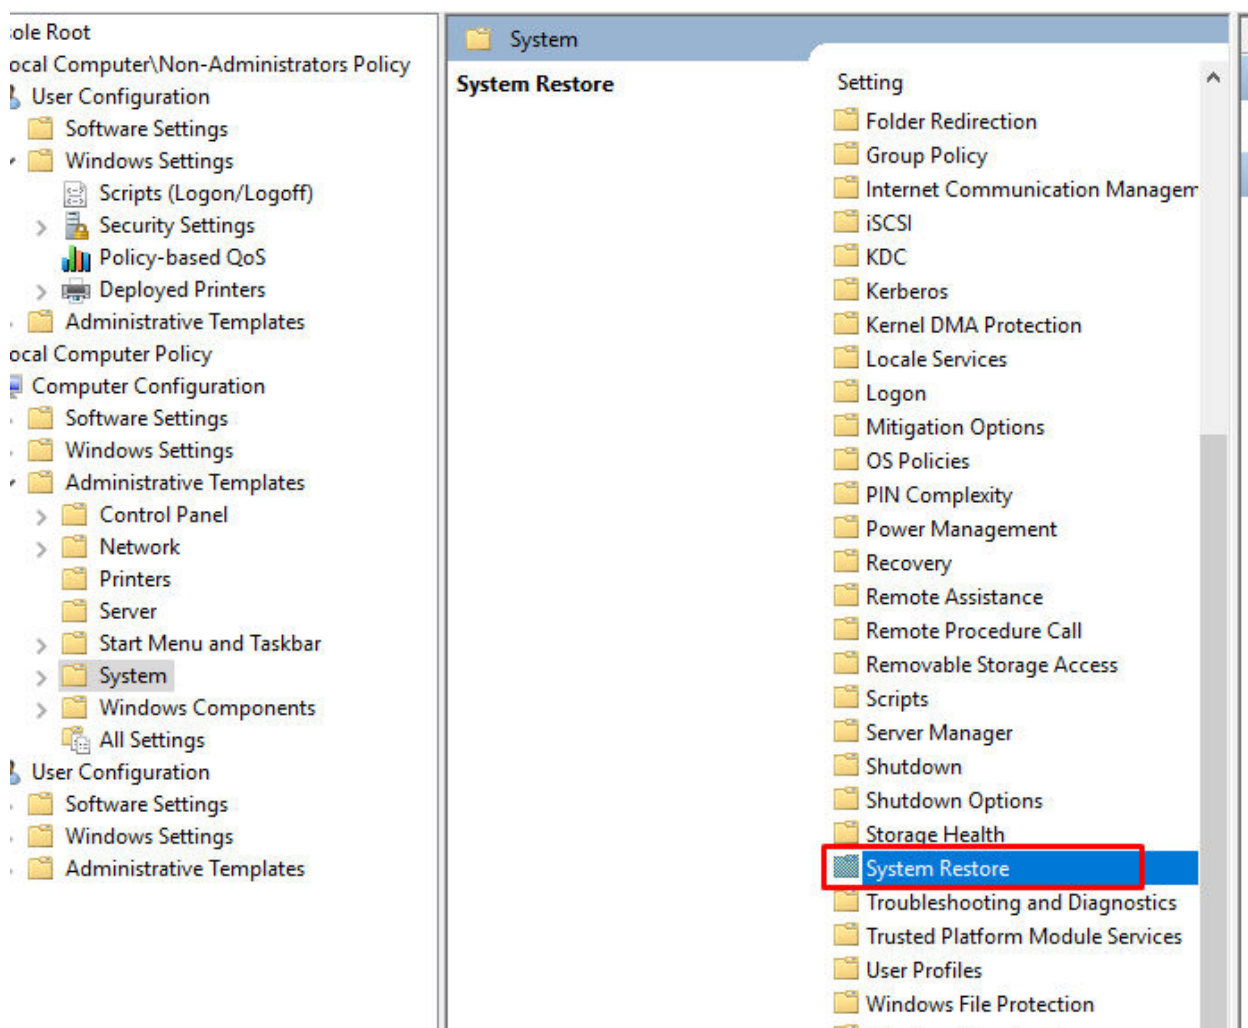 ole Root
ocal Computer\Non-Administrators Policy
User Configuration
Software Settings
Windows Settings
Scripts (Logon/Logoff)
Security Settings
Policy-based QoS
Deployed Printers
Administrative Templates
ocal Computer Policy
Computer Configuration
Software Settings
Windows Settings
Administrative Templates
Control Panel
Network
Printers
Server
Start Menu and Taskbar
System
Windows Components
All Settings
User Configuration
Software Settings
Windows Settings
Administrative Templates
System
System Restore
Setting
Folder Redirection
Group Policy
Internet Communication Managem
iSCSI
KDC
Kerberos
Kernel DMA Protection
Locale Services
Logon
Mitigation Options
OS Policies
PIN Complexity
Power Management
Recovery
Remote Assistance
Remote Procedure Call
Removable Storage Access
Scripts
Server Manager
Shutdown
Shutdown Options
Storage Health
System Restore
Troubleshooting and Diagnostics
Trusted Platform Module Services
User Profiles
Windows File Protection